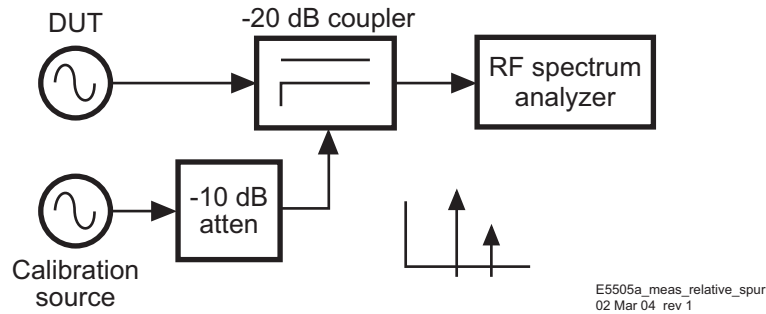 DUT
-20 dB coupler
RF spectrum
analyzer
-10 dB
atten
Calibration
source
E5505a_meas_relative_spur
02 Mar 04 rev 1